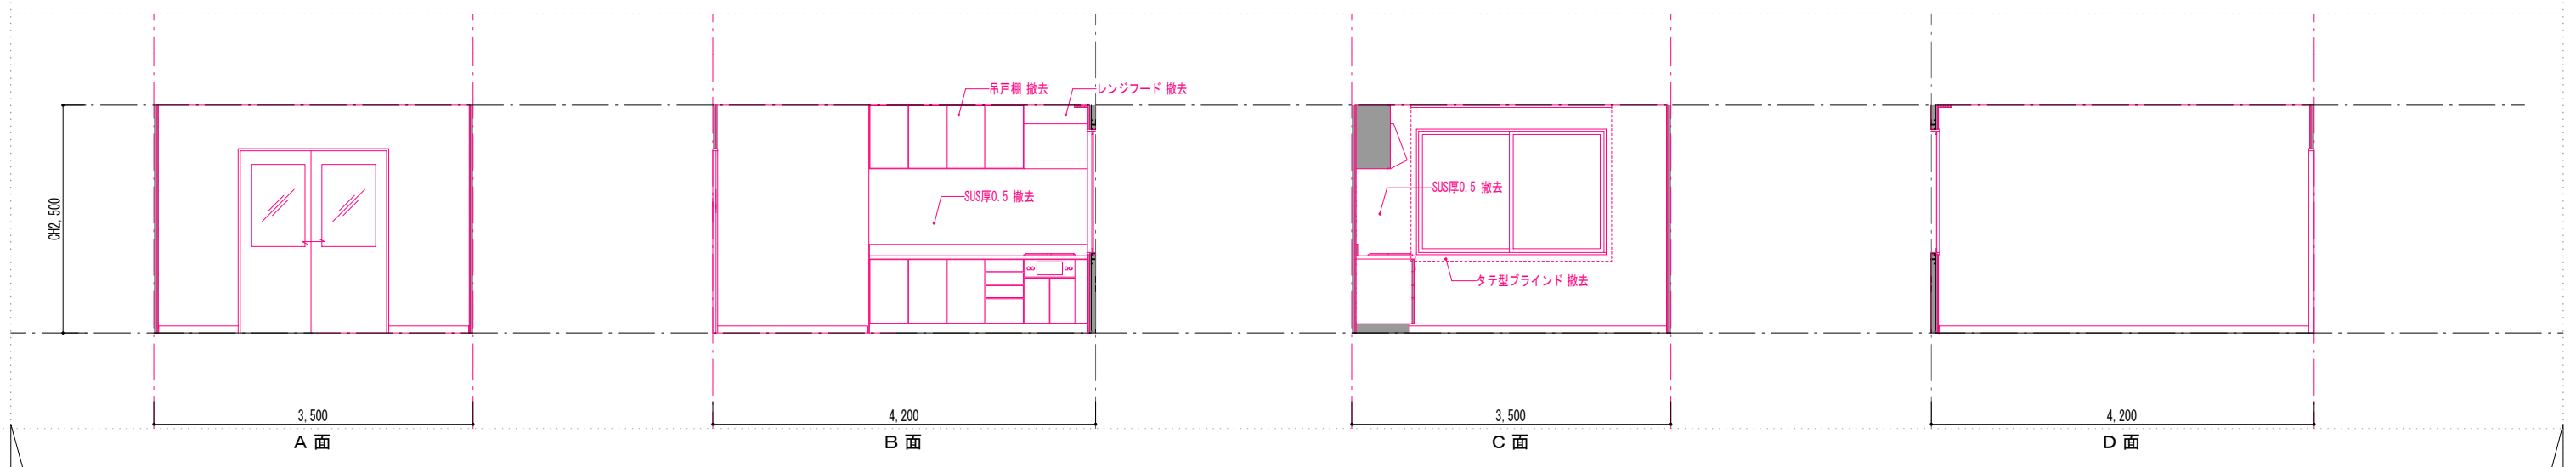 吊戸棚 撤去
レンジフード 撤去
SUS厚0.5 撤去
SUS厚0.5 撤去
タテ型ブラインド 撤去
CH2,500
3,500
4,200
3,500
4,200
A 面
B 面
C 面
D 面